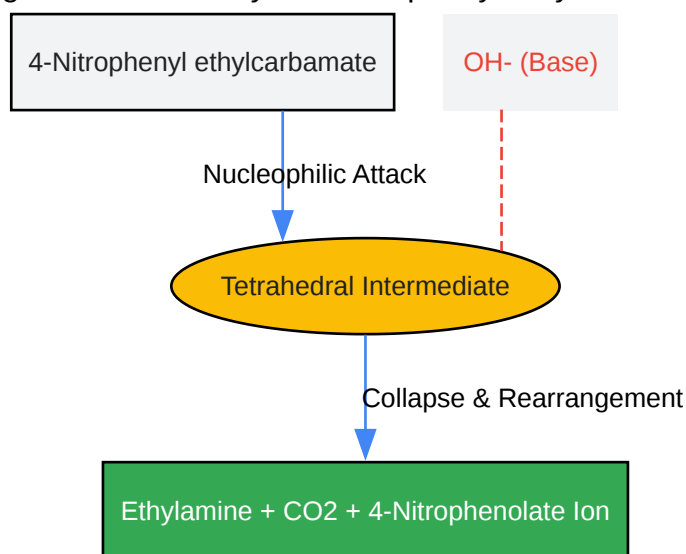 4-Nitrophenyl ethylcarbamate
OH- (Base)
Nucleophilic Attack
Tetrahedral Intermediate
Collapse & Rearrangement
Ethylamine + CO2 + 4-Nitrophenolate Ion